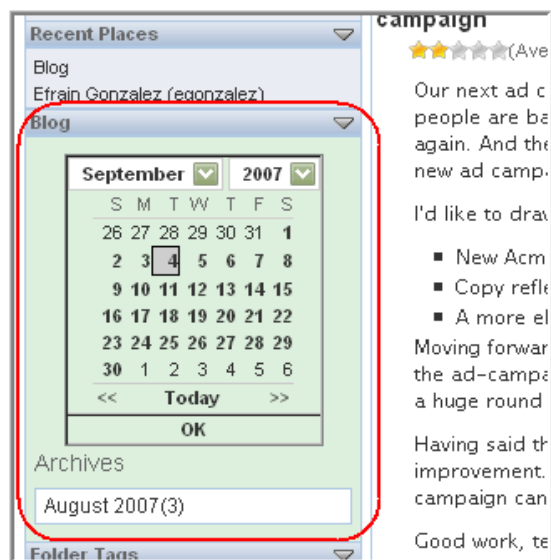 Recent Places
Blog
Efrain Gonzalez (egonzalez)
Blog
September 2007
S M T W T F S
26 27 28 29 30 31 1
2 3 4 5 6 7 8
9 10 11 12 13 14 15
16 17 18 19 20 21 22
23 24 25 26 27 28 29
30 1 2 3 4 5 6
<< Today >>
OK
Archives
August 2007(3)
Folder Tags
campaign
(Ave
Our next ad c
people are ba
again. And the
new ad camp
I'd like to drav
■ New Acm
■ Copy refle
■ A more el
Moving forwar
the ad-campa
a huge round
Having said th
improvement.
campaign can
Good work, te